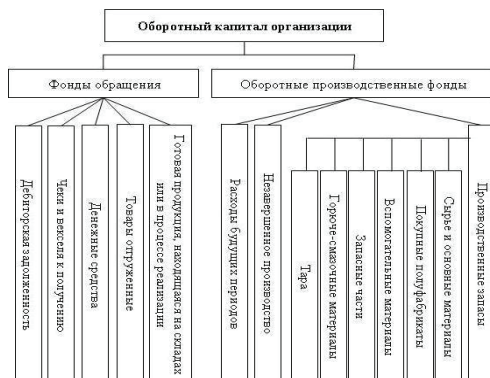 Оборотный капитал организации
Фонды обращения
Оборотные производственные фонды
Дебиторская задолженность
Чеки и векселя к получению
Денежные средства
Товары отгруженные
Готовая продукция, находящаяся на складах
или в процессе реализации
Расходы будущих периодов
Незавершенное производство
Тара
Горюче-смазочные материалы
Запасные части
Вспомогательные материалы
Покупные полуфабрикаты
Сырье и основные материалы
Производственные запасы